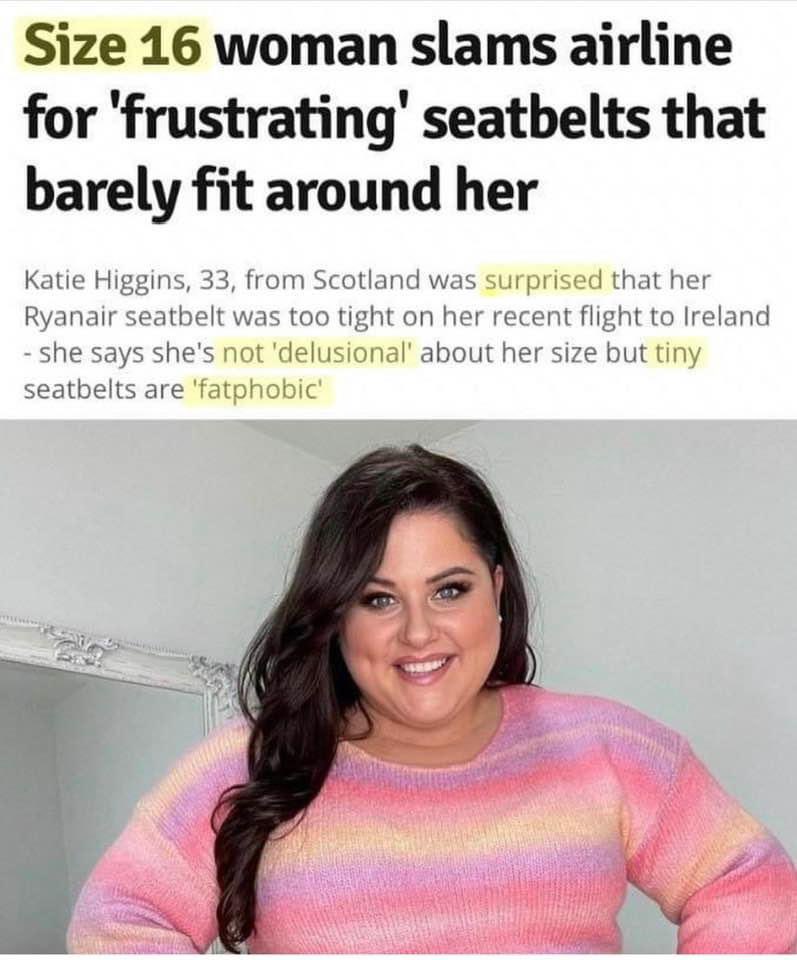 Size 16 woman slams airline
for 'frustrating' seatbelts that
barely fit around her
Katie Higgins, 33, from Scotland was surprised that her
Ryanair seatbelt was too tight on her recent flight to Ireland
- she says she's not 'delusional' about her size but tiny
seatbelts are 'fatphobic'